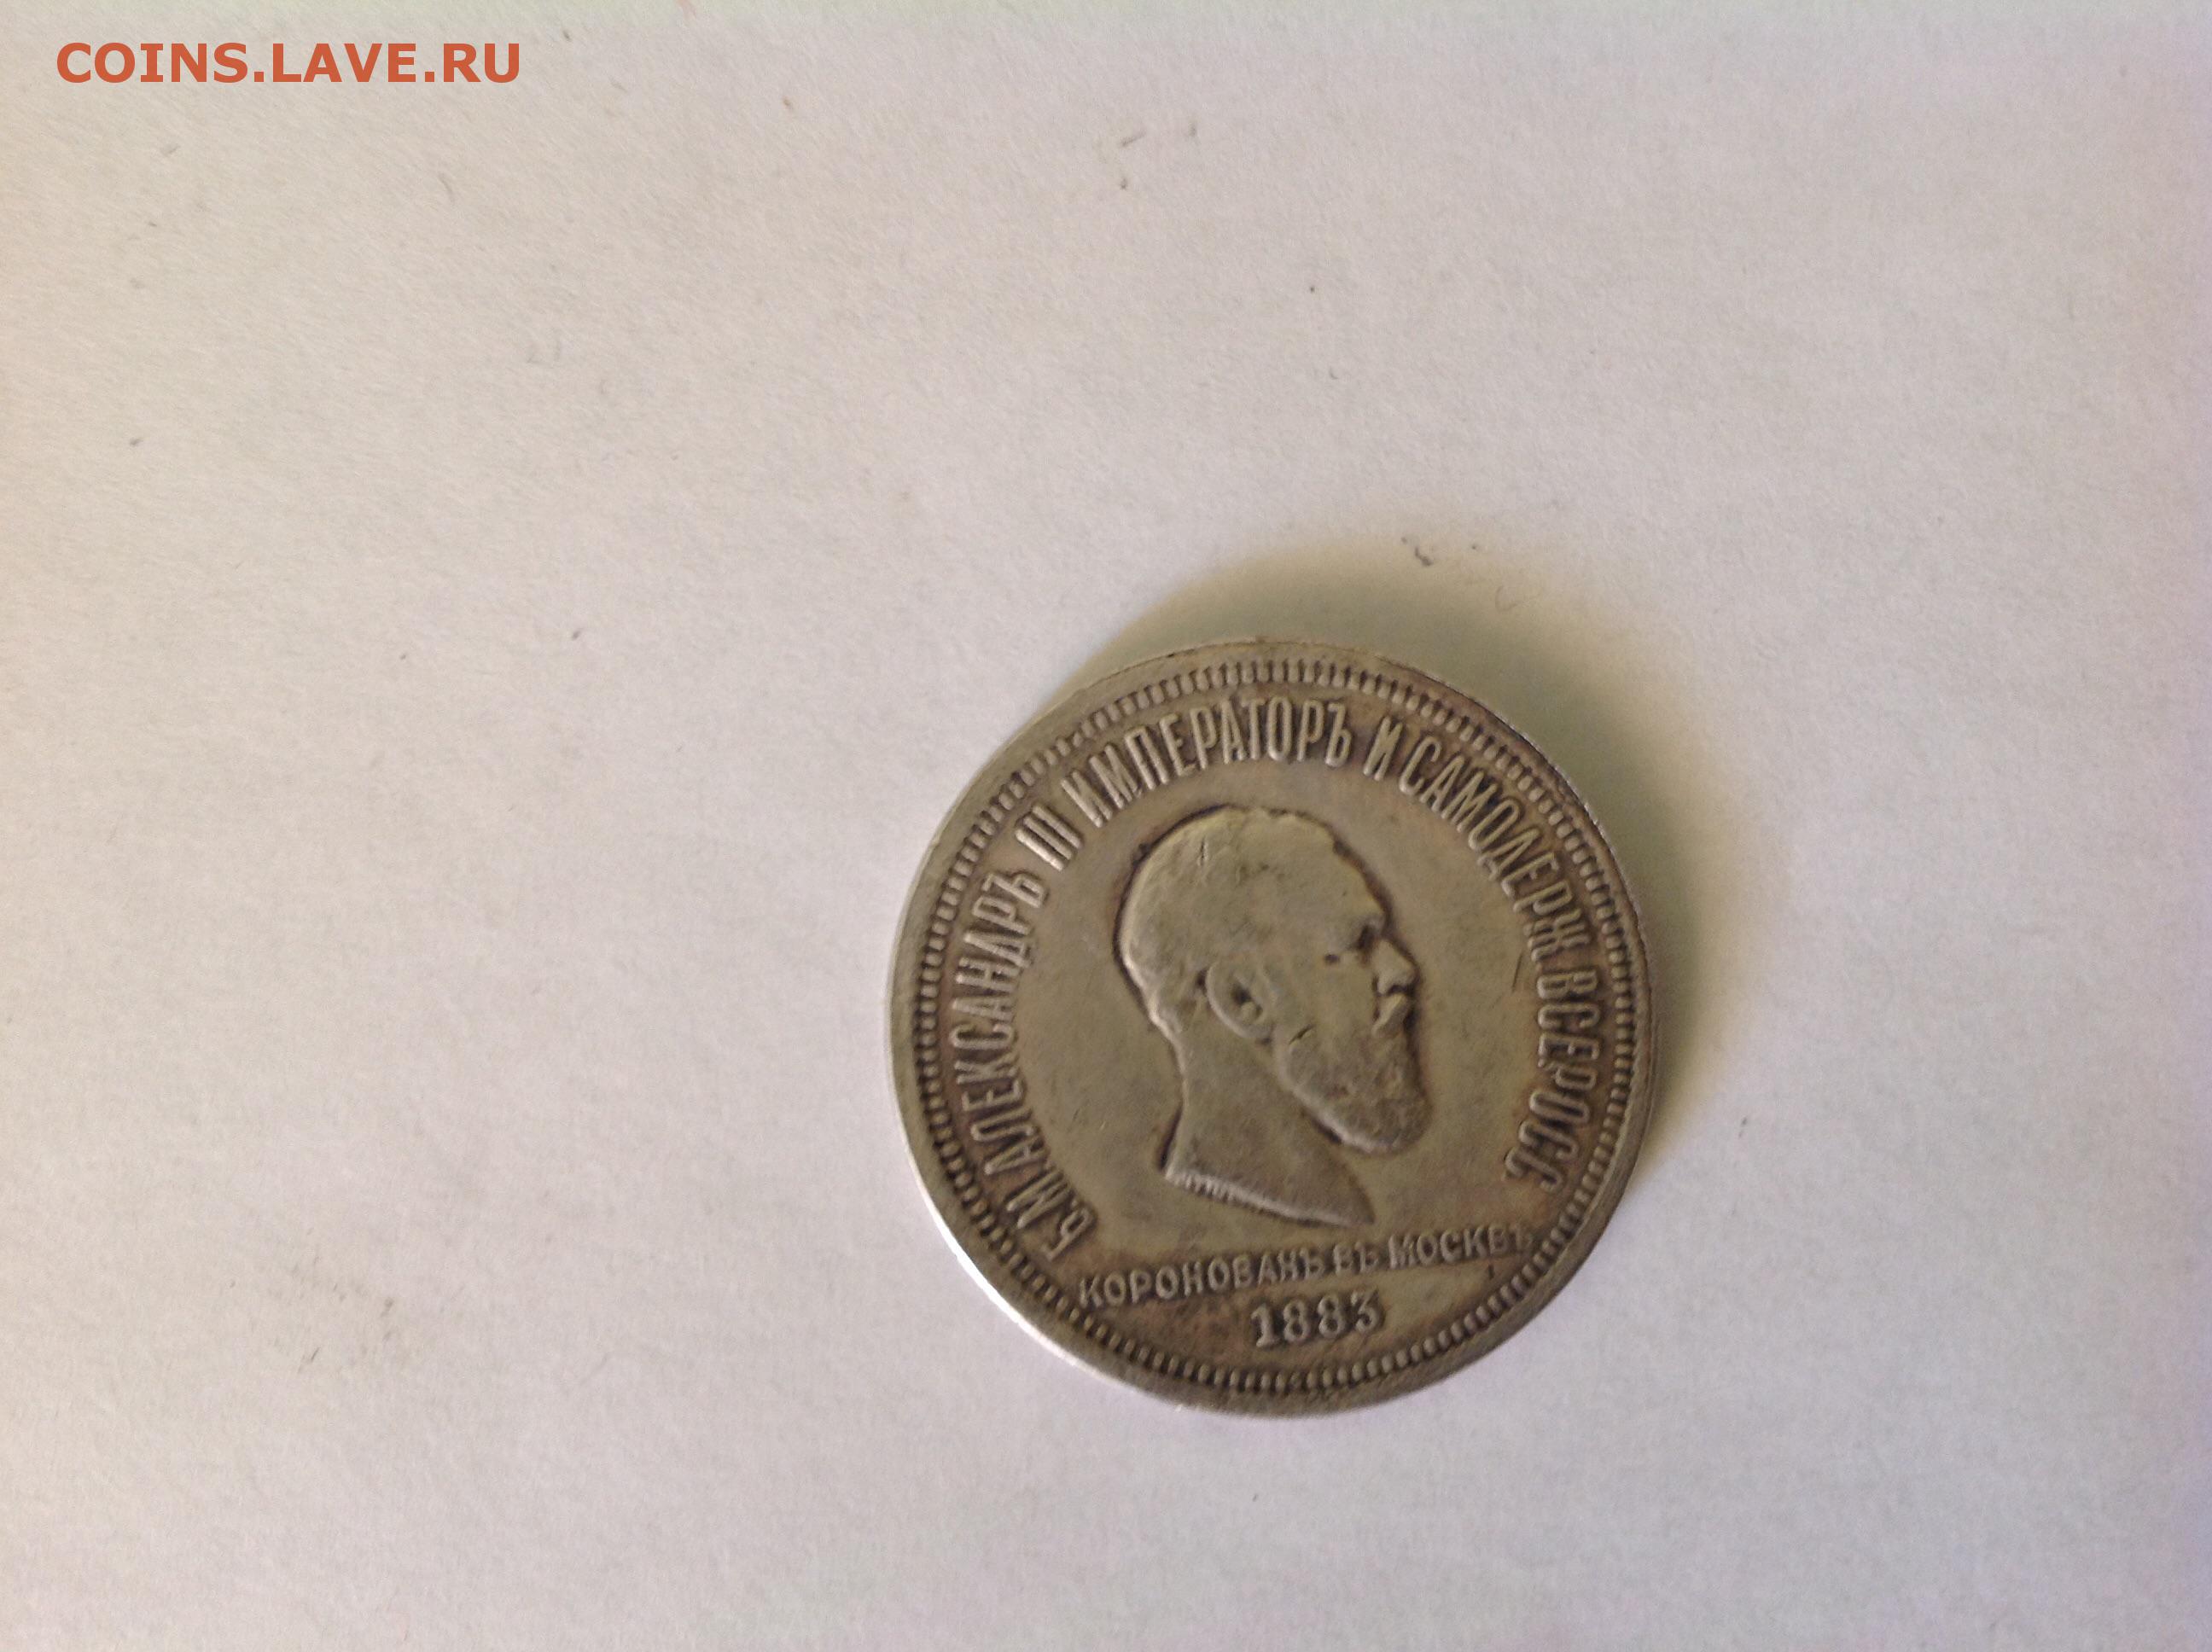 COINS.LAVE.RU
Б.М. АЛЕКСАНДРЪ III ИМПЕРАТОРЪ И САМОДЕРЖ ВСЕРОСС
КОРОНОВАНЪ ВЪ МОСКВѢ
1883